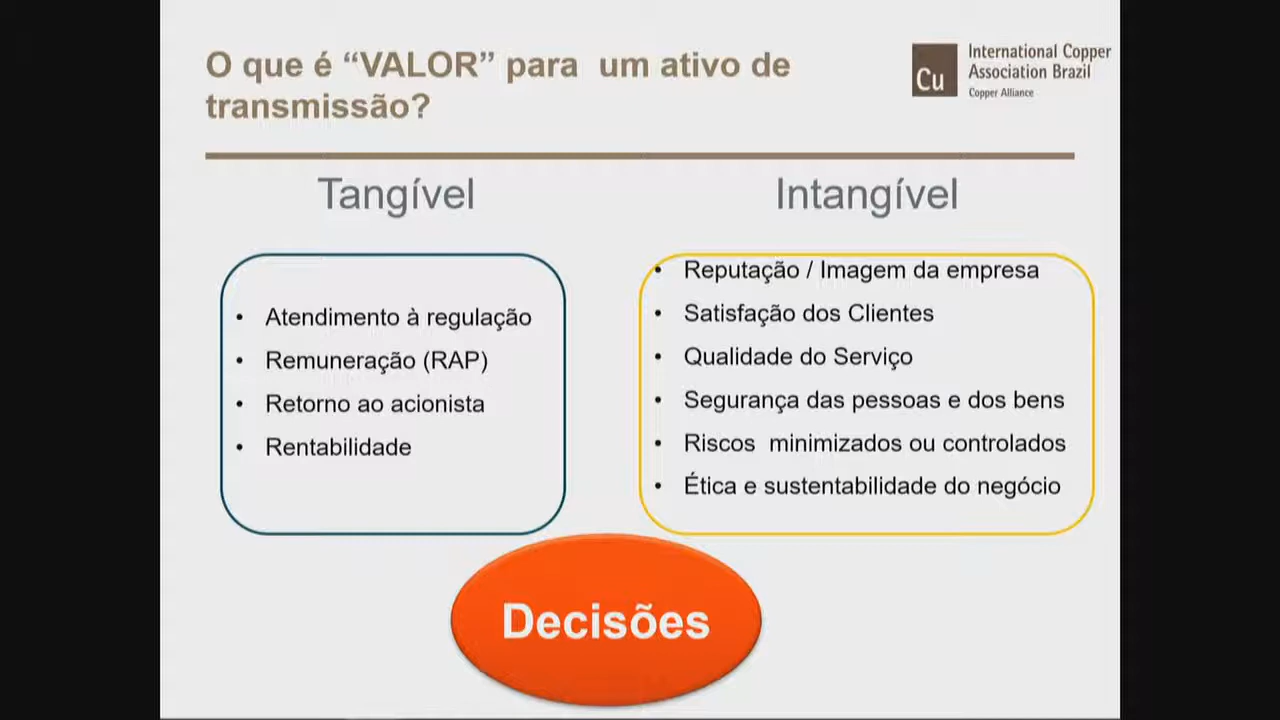 O que é “VALOR” para  um ativo de
transmissão?
Cu
International Copper
Association Brazil
Copper Alliance
Tangível
• Atendimento à regulação
• Remuneração (RAP)
• Retorno ao acionista
• Rentabilidade
Intangível
• Reputação / Imagem da empresa
• Satisfação dos Clientes
• Qualidade do Serviço
• Segurança das pessoas e dos bens
• Riscos  minimizados ou controlados
• Ética e sustentabilidade do negócio
Decisões